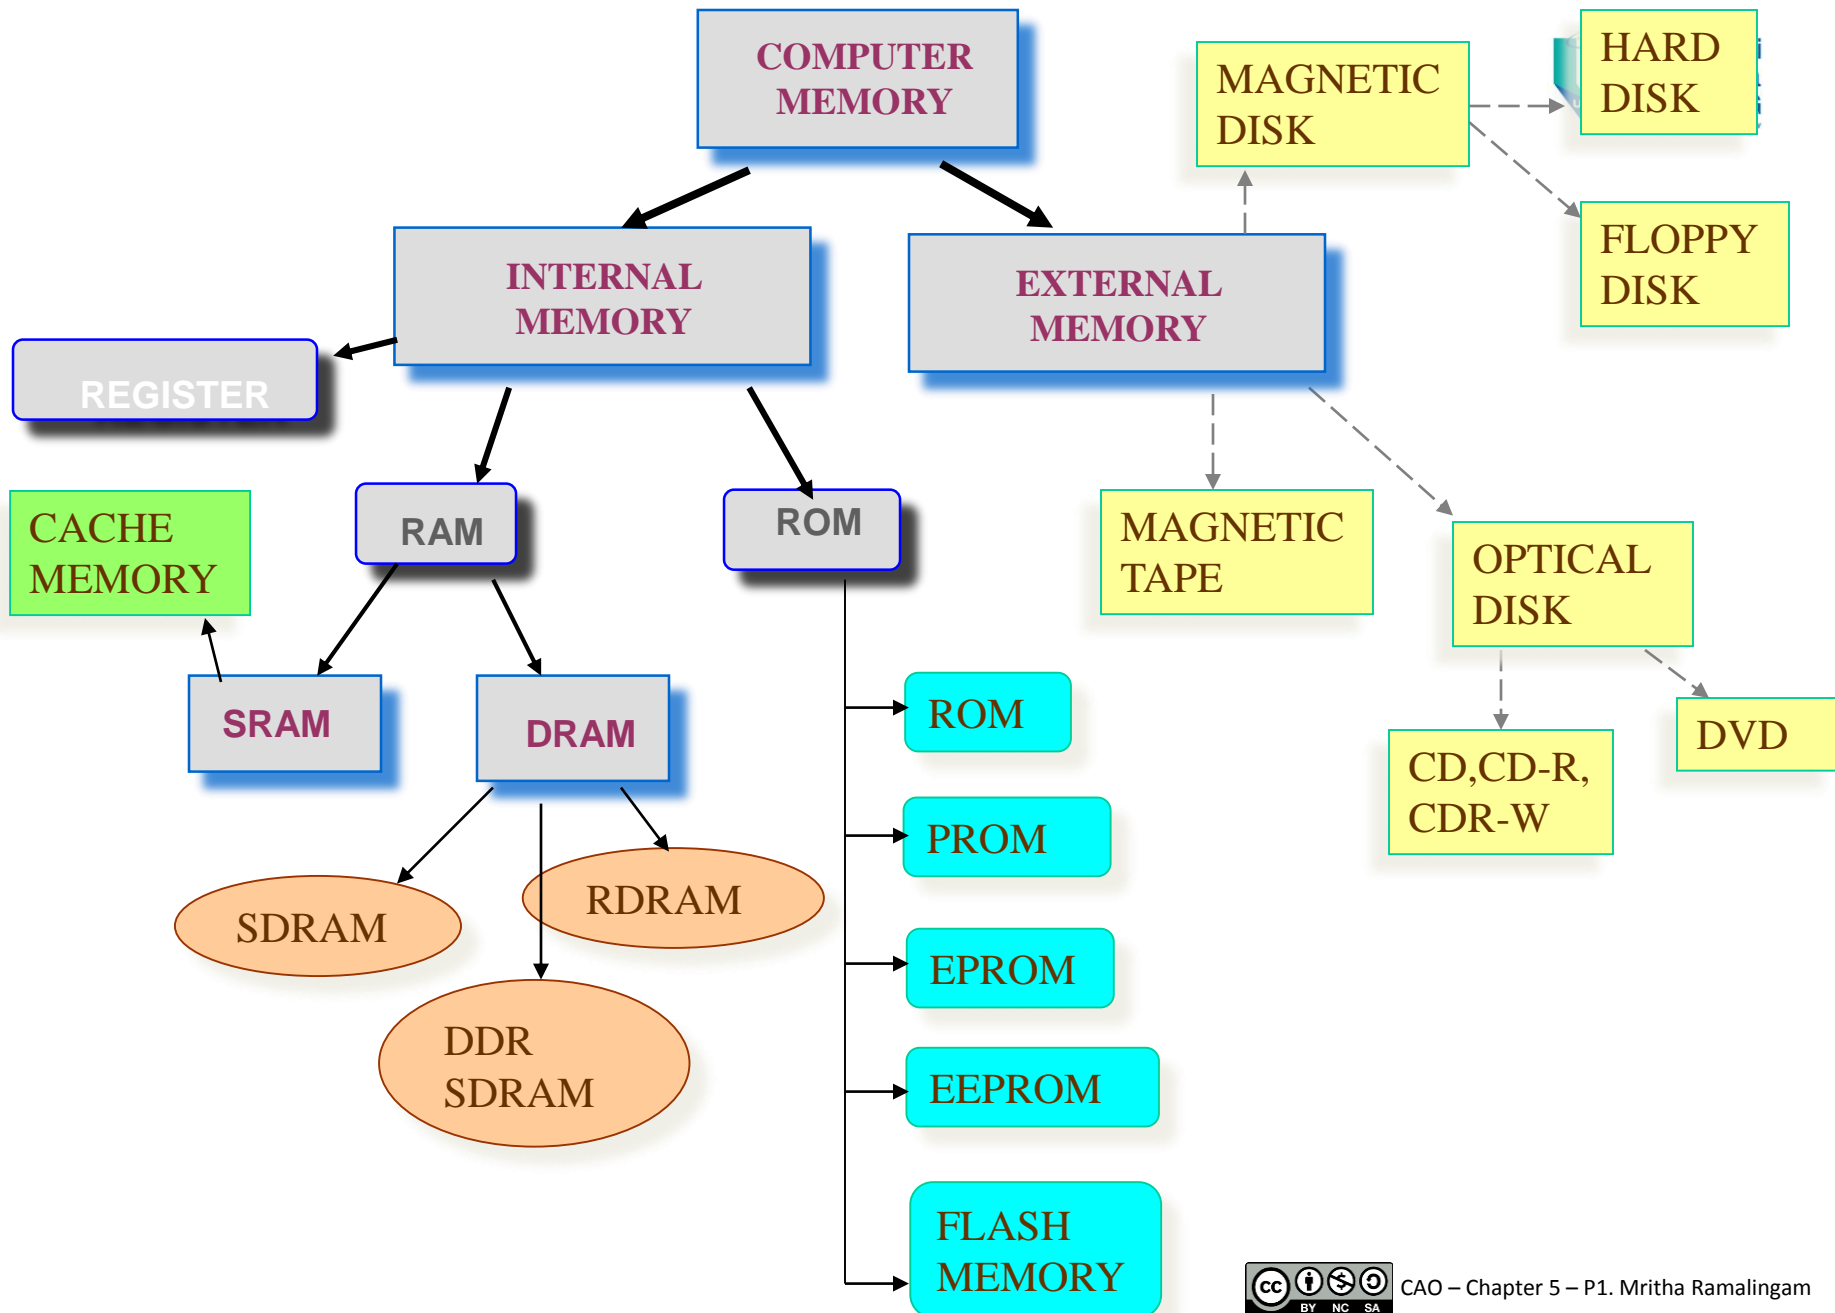 COMPUTER
MEMORY
MAGNETIC
DISK
HARD
DISK
FLOPPY
DISK
INTERNAL
MEMORY
EXTERNAL
MEMORY
REGISTER
RAM
ROM
CACHE
MEMORY
MAGNETIC
TAPE
OPTICAL
DISK
SRAM
DRAM
ROM
DVD
CD,CD-R,
CDR-W
PROM
SDRAM
RDRAM
EPROM
DDR
SDRAM
EEPROM
FLASH
MEMORY
cc BY NC SA
CAO – Chapter 5 – P1. Mritha Ramalingam